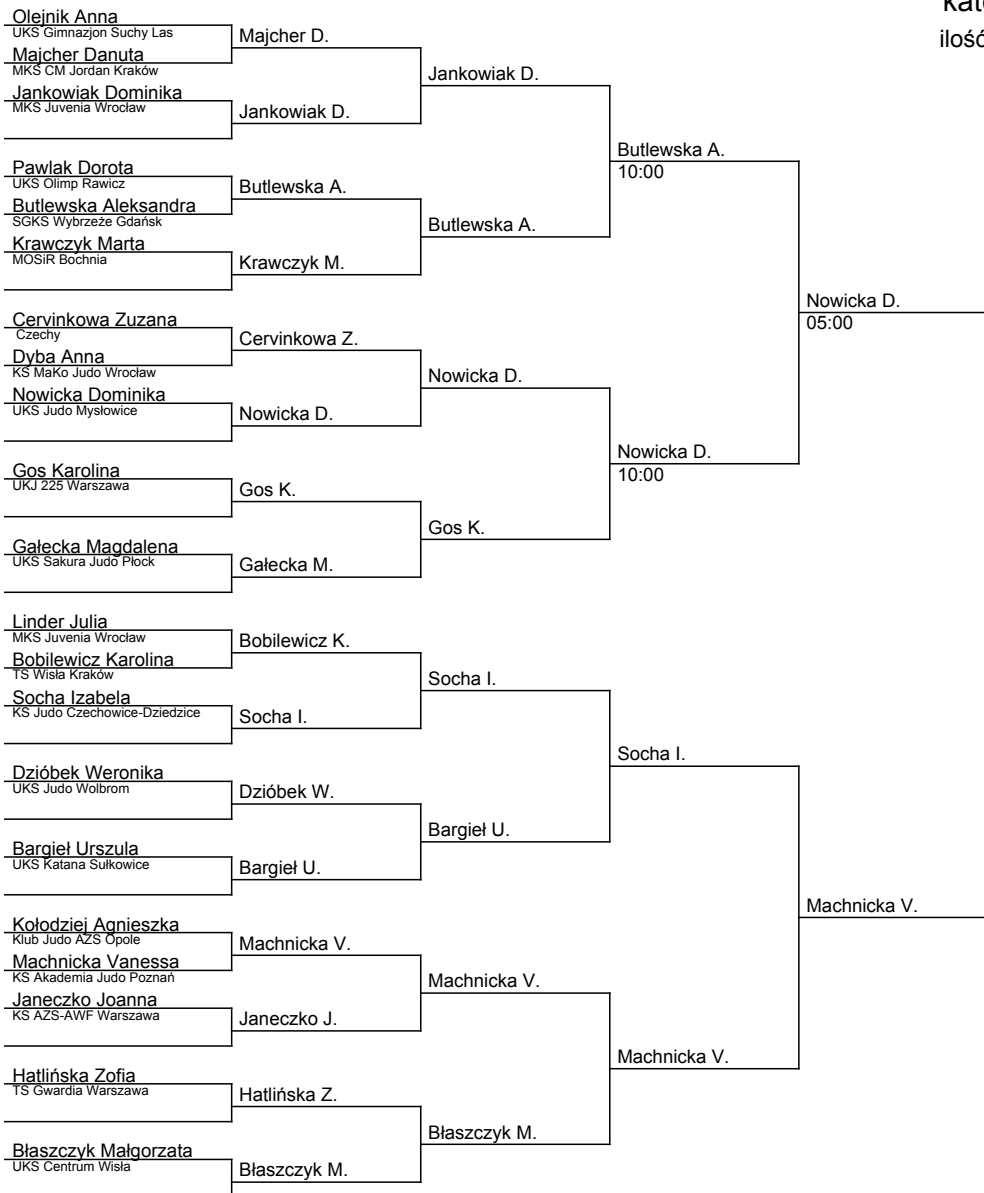 Olejnik Anna
UKS Gimnazjon Suchy Las
Majcher Danuta
MKS CM Jordan Kraków
Jankowiak Dominika
MKS Juvenia Wrocław
Pawlak Dorota
UKS Olimp Rawicz
Butlewska Aleksandra
SGKS Wybrzeże Gdańsk
Krawczyk Marta
MOSiR Bochnia
Cervinkowa Zuzana
Czechy
Dyba Anna
KS MaKo Judo Wrocław
Nowicka Dominika
UKS Judo Mysłowice
Gos Karolina
UKJ 225 Warszawa
Gałecka Magdalena
UKS Sakura Judo Płock
Linder Julia
MKS Juvenia Wrocław
Bobilewicz Karolina
TS Wisła Kraków
Socha Izabela
KS Judo Czechowice-Dziedzice
Dzióbek Weronika
UKS Judo Wolbrom
Bargieł Urszula
UKS Katana Sułkowice
Kołodziej Agnieszka
Klub Judo AZS Opole
Machnicka Vanessa
KS Akademia Judo Poznań
Janeczko Joanna
KS AZS-AWF Warszawa
Hatlińska Zofia
TS Gwardia Warszawa
Błaszczyk Małgorzata
UKS Centrum Wisła
Majcher D.
Jankowiak D.
Butlewska A.
Krawczyk M.
Cervinkowa Z.
Nowicka D.
Gos K.
Gałecka M.
Bobilewicz K.
Socha I.
Dzióbek W.
Bargieł U.
Machnicka V.
Janeczko J.
Hatlińska Z.
Błaszczyk M.
Jankowiak D.
Butlewska A.
Nowicka D.
Gos K.
Socha I.
Bargieł U.
Machnicka V.
Błaszczyk M.
Butlewska A.
10:00
Nowicka D.
10:00
Socha I.
Machnicka V.
Nowicka D.
05:00
Machnicka V.
ilość